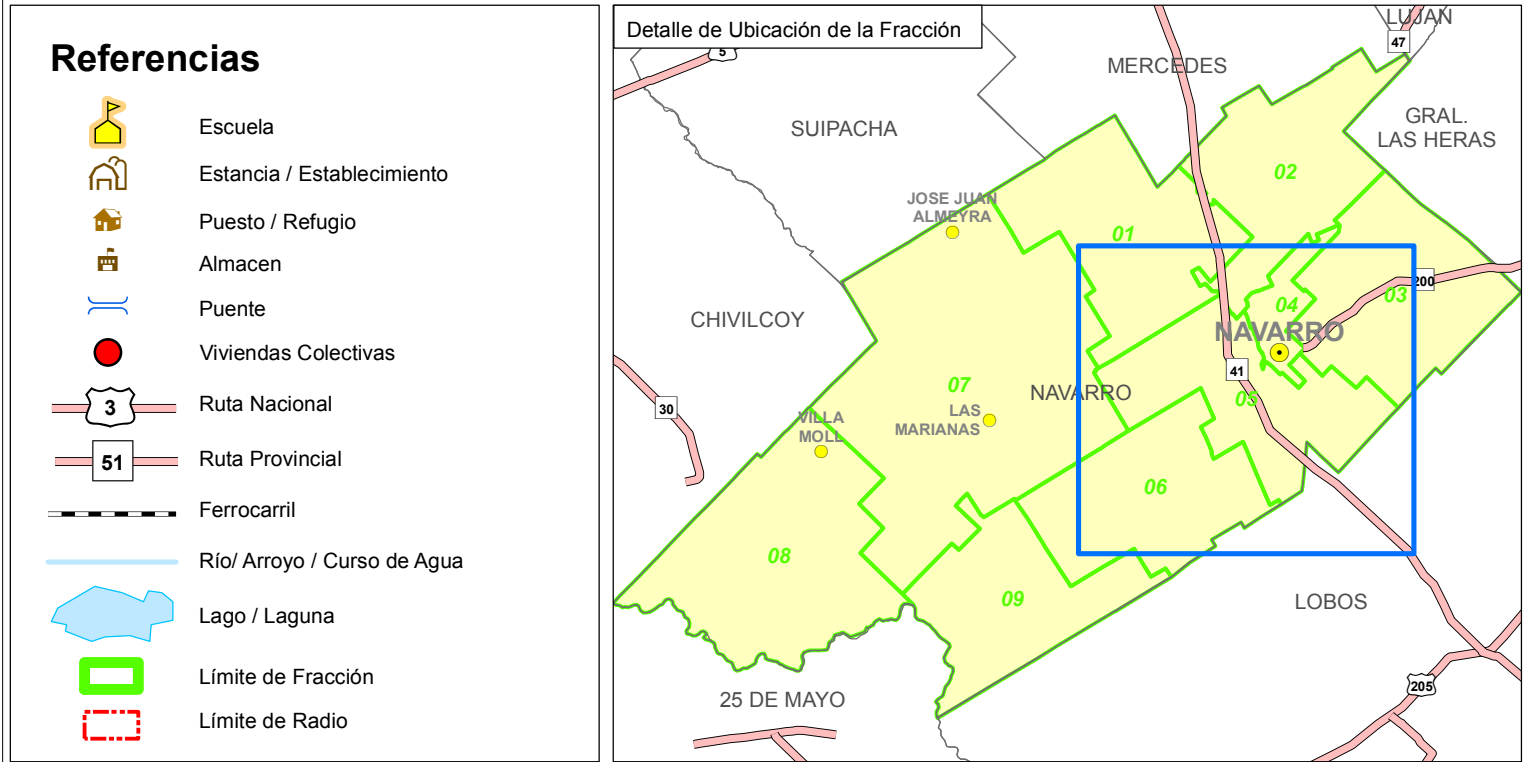 Referencias
Escuela
Estancia / Establecimiento
Puesto / Refugio
Almacen
Puente
Viviendas Colectivas
3
Ruta Nacional
51
Ruta Provincial
Ferrocarril
Río/ Arroyo / Curso de Agua
Lago / Laguna
Límite de Fracción
Límite de Radio
Detalle de Ubicación de la Fracción
LUJAN
47
5
MERCEDES
GRAL.
LAS HERAS
SUIPACHA
02
JOSE JUAN
ALMEYRA
01
200
03
04
CHIVILCOY
NAVARRO
41
07
NAVARRO
05
30
VILLA
MOLL
LAS
MARIANAS
06
08
09
LOBOS
205
25 DE MAYO